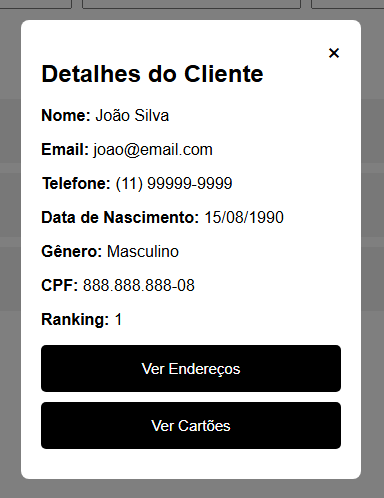 ×
Detalhes do Cliente
Nome: João Silva
Email: joao@email.com
Telefone: (11) 99999-9999
Data de Nascimento: 15/08/1990
Gênero: Masculino
CPF: 888.888.888-08
Ranking: 1
Ver Endereços
Ver Cartões